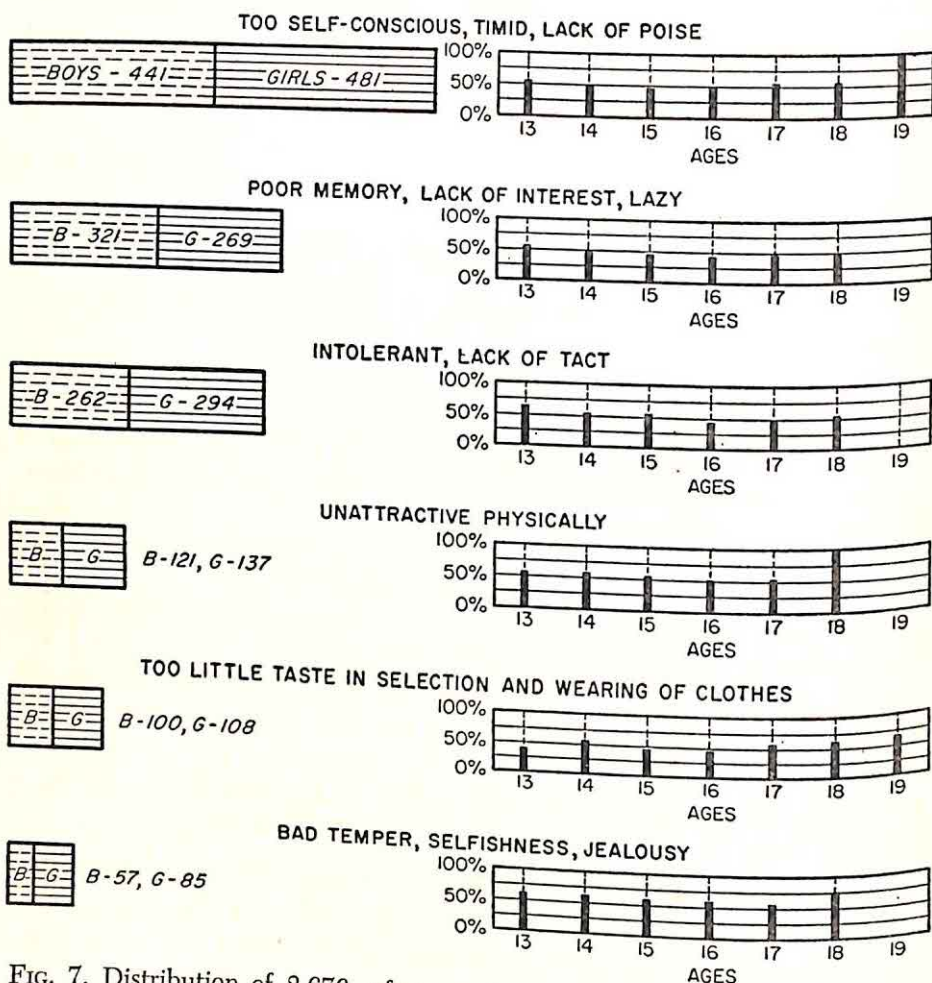 TOO SELF-CONSCIOUS, TIMID, LACK OF POISE
BOYS - 441 GIRLS - 481
100%
50%
0%
13 14 15 16 17 18 19
AGES
POOR MEMORY, LACK OF INTEREST, LAZY
B - 321 G - 269
100%
50%
0%
13 14 15 16 17 18 19
AGES
INTOLERANT, LACK OF TACT
B - 262 G - 294
100%
50%
0%
13 14 15 16 17 18 19
AGES
UNATTRACTIVE PHYSICALLY
B G B-121, G-137
100%
50%
0%
13 14 15 16 17 18 19
AGES
TOO LITTLE TASTE IN SELECTION AND WEARING OF CLOTHES
B G B-100, G-108
100%
50%
0%
13 14 15 16 17 18 19
AGES
BAD TEMPER, SELFISHNESS, JEALOUSY
B G B-57, G-85
100%
50%
0%
13 14 15 16 17 18 19
AGES
FIG. 7. Distribution of